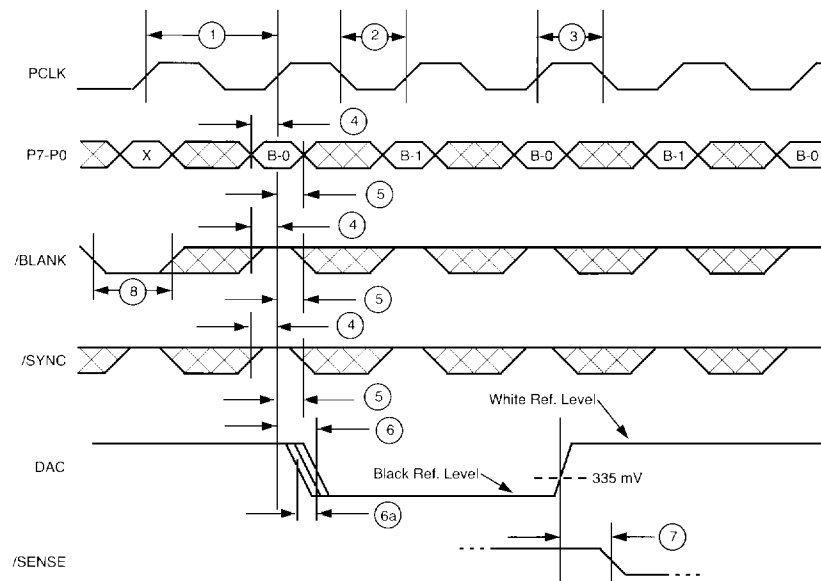 1 2 3
PCLK
4
P7-P0 X B-0 B-1 B-0 B-1 B-0
5
4
/BLANK
8 5
4
/SYNC
5
White Ref. Level
6
DAC Black Ref. Level 335 mV
6a
7
/SENSE